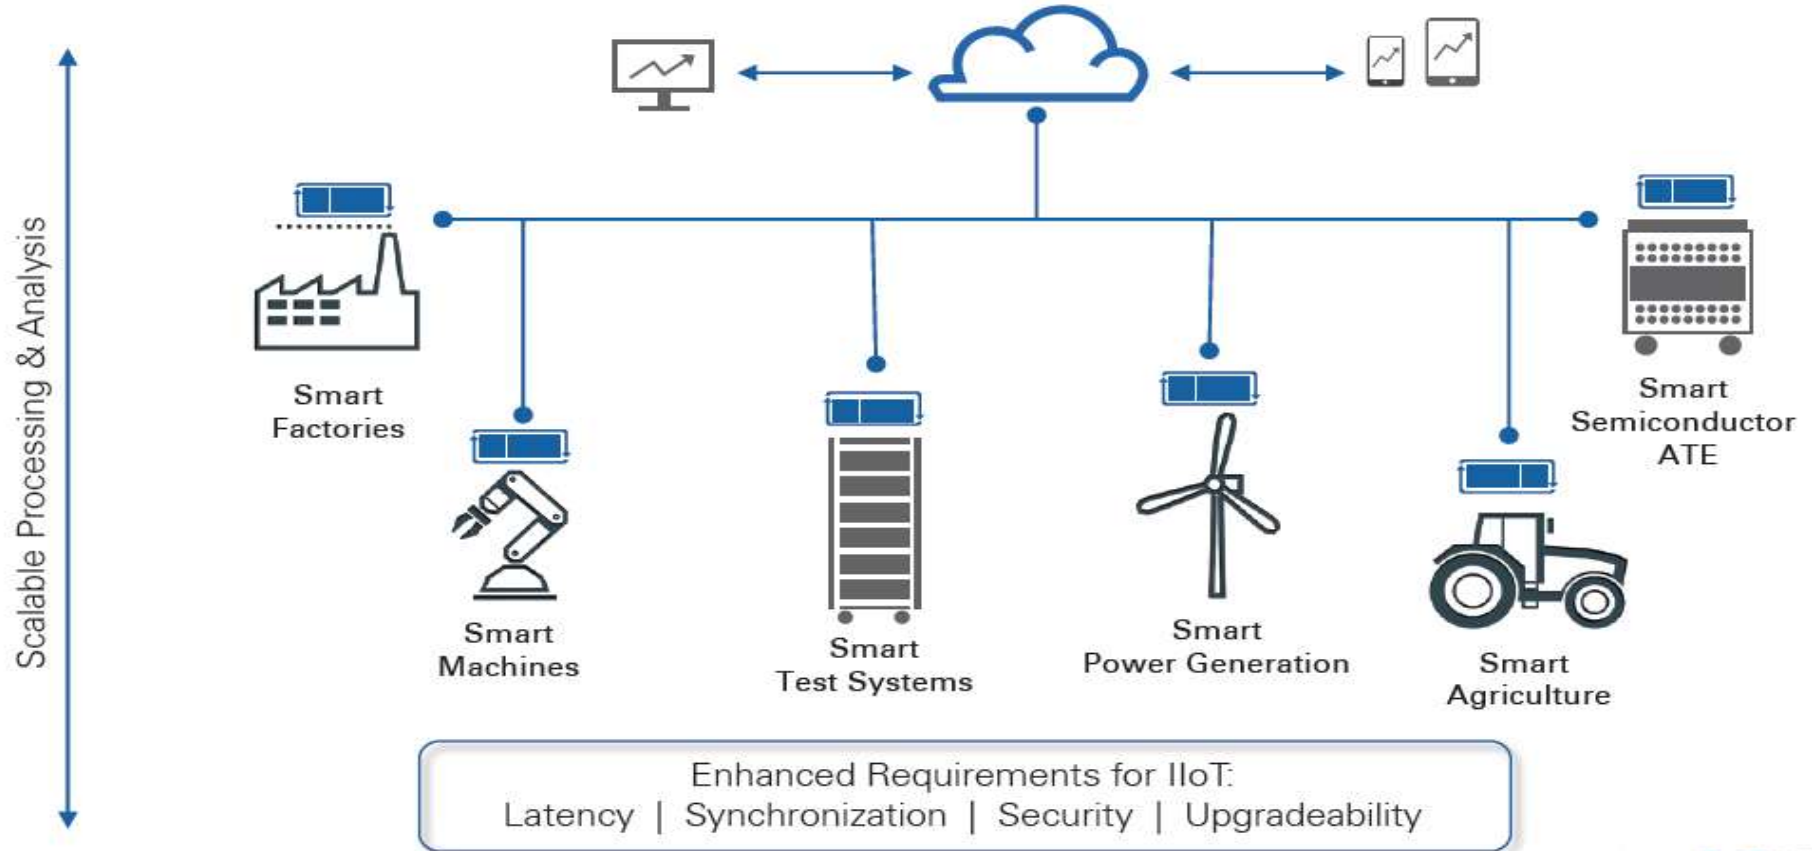 Scalable Processing & Analysis
Smart
Factories
Smart
Machines
Smart
Test Systems
Smart
Power Generation
Smart
Agriculture
Smart
Semiconductor
ATE
Enhanced Requirements for IIoT:
Latency | Synchronization | Security | Upgradeability